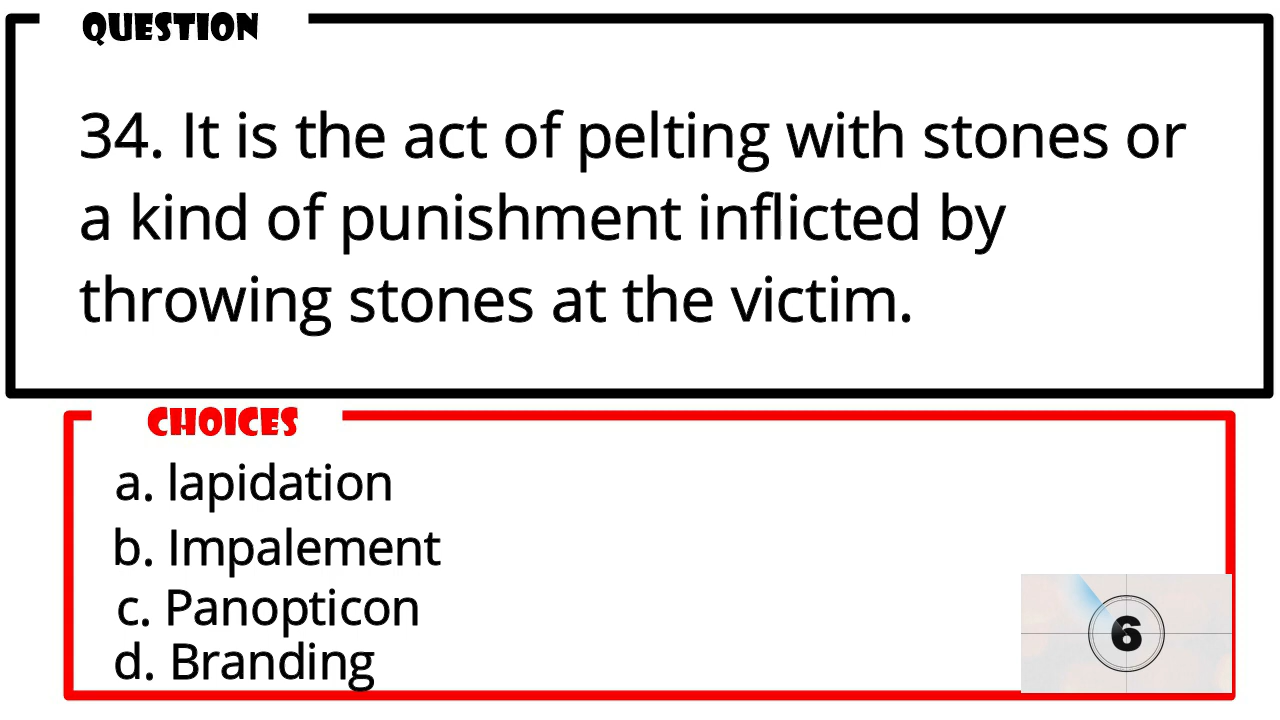 QUESTION
34. It is the act of pelting with stones or
a kind of punishment inflicted by
throwing stones at the victim.
CHOICES
a. lapidation
b. Impalement
c. Panopticon
d. Branding
6